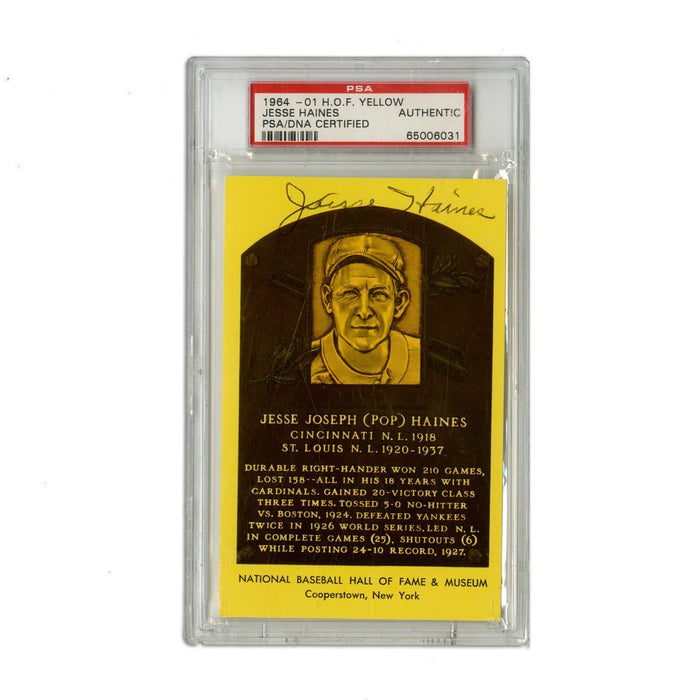 PSA
1964 -01 H.O.F. YELLOW
JESSE HAINES AUTHENTIC
PSA/DNA CERTIFIED
65006031
Jesse Haines
JESSE JOSEPH (POP) HAINES
CINCINNATI N.L. 1918
ST. LOUIS N.L. 1920-1937
DURABLE RIGHT-HANDER WON 210 GAMES,
LOST 158--ALL IN HIS 18 YEARS WITH
CARDINALS. GAINED 20-VICTORY CLASS
THREE TIMES. TOSSED 5-0 NO-HITTER
VS. BOSTON, 1924. DEFEATED YANKEES
TWICE IN 1926 WORLD SERIES. LED N.L.
IN COMPLETE GAMES (25), SHUTOUTS (6)
WHILE POSTING 24-10 RECORD, 1927.
NATIONAL BASEBALL HALL OF FAME & MUSEUM
Cooperstown, New York